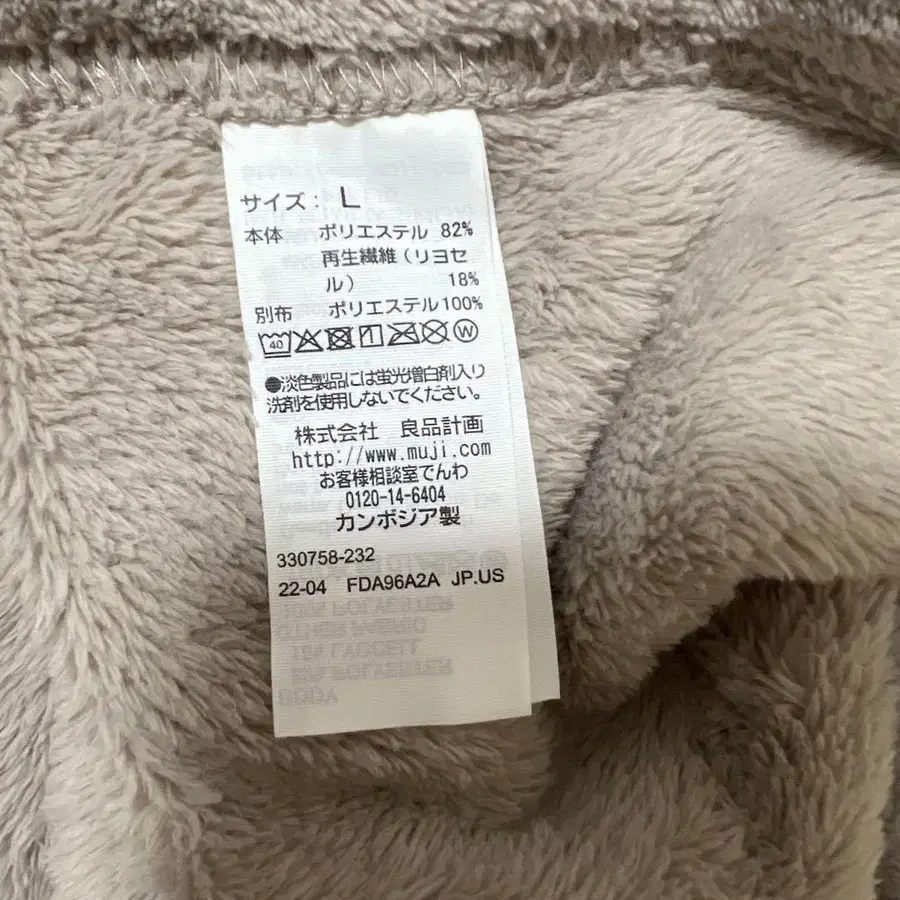 サイズ: L
本体 ポリエステル 82%
再生繊維(リヨセ
ル) 18%
別布 ポリエステル100%
40 W
●淡色製品には蛍光増白剤入り
洗剤を使用しないでください。
株式会社 良品計画
http://www.muji.com
お客様相談室でんわ
0120-14-6404
カンボジア製
330758-232
22-04 FDA96A2A JP.US